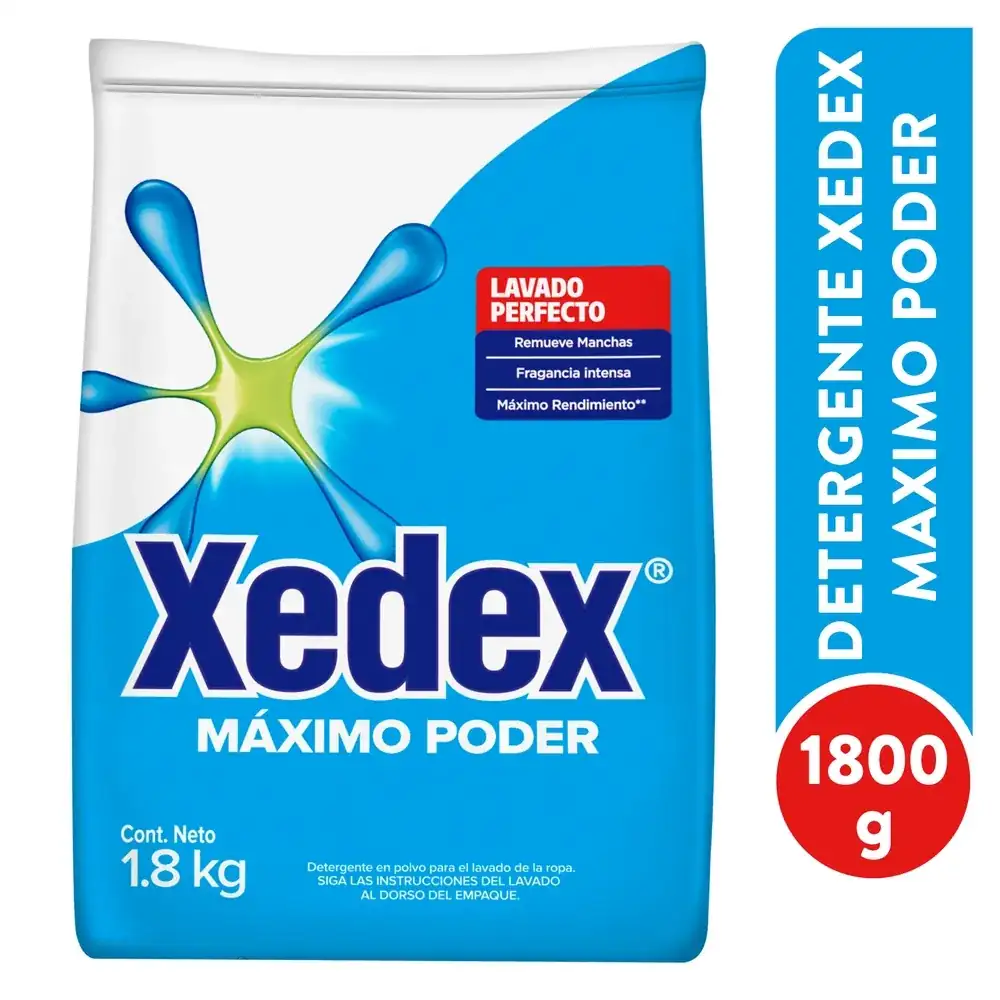 LAVADO
PERFECTO
Remueve Manchas
Fragancia intensa
Máximo Rendimiento**
Xedex®
MÁXIMO PODER
Cont. Neto
1.8 kg
Detergente en polvo para el lavado de la ropa.
SIGA LAS INSTRUCCIONES DEL LAVADO
AL DORSO DEL EMPAQUE.
DETERGENTE XEDEX
MAXIMO PODER
1800
g